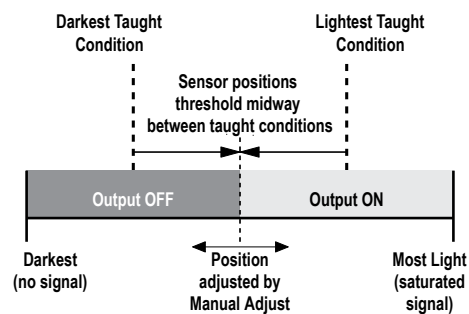 Darkest Taught
Condition
Lightest Taught
Condition
Sensor positions
threshold midway
between taught conditions
Output OFF
Output ON
Darkest
(no signal)
Position
adjusted by
Manual Adjust
Most Light
(saturated
signal)